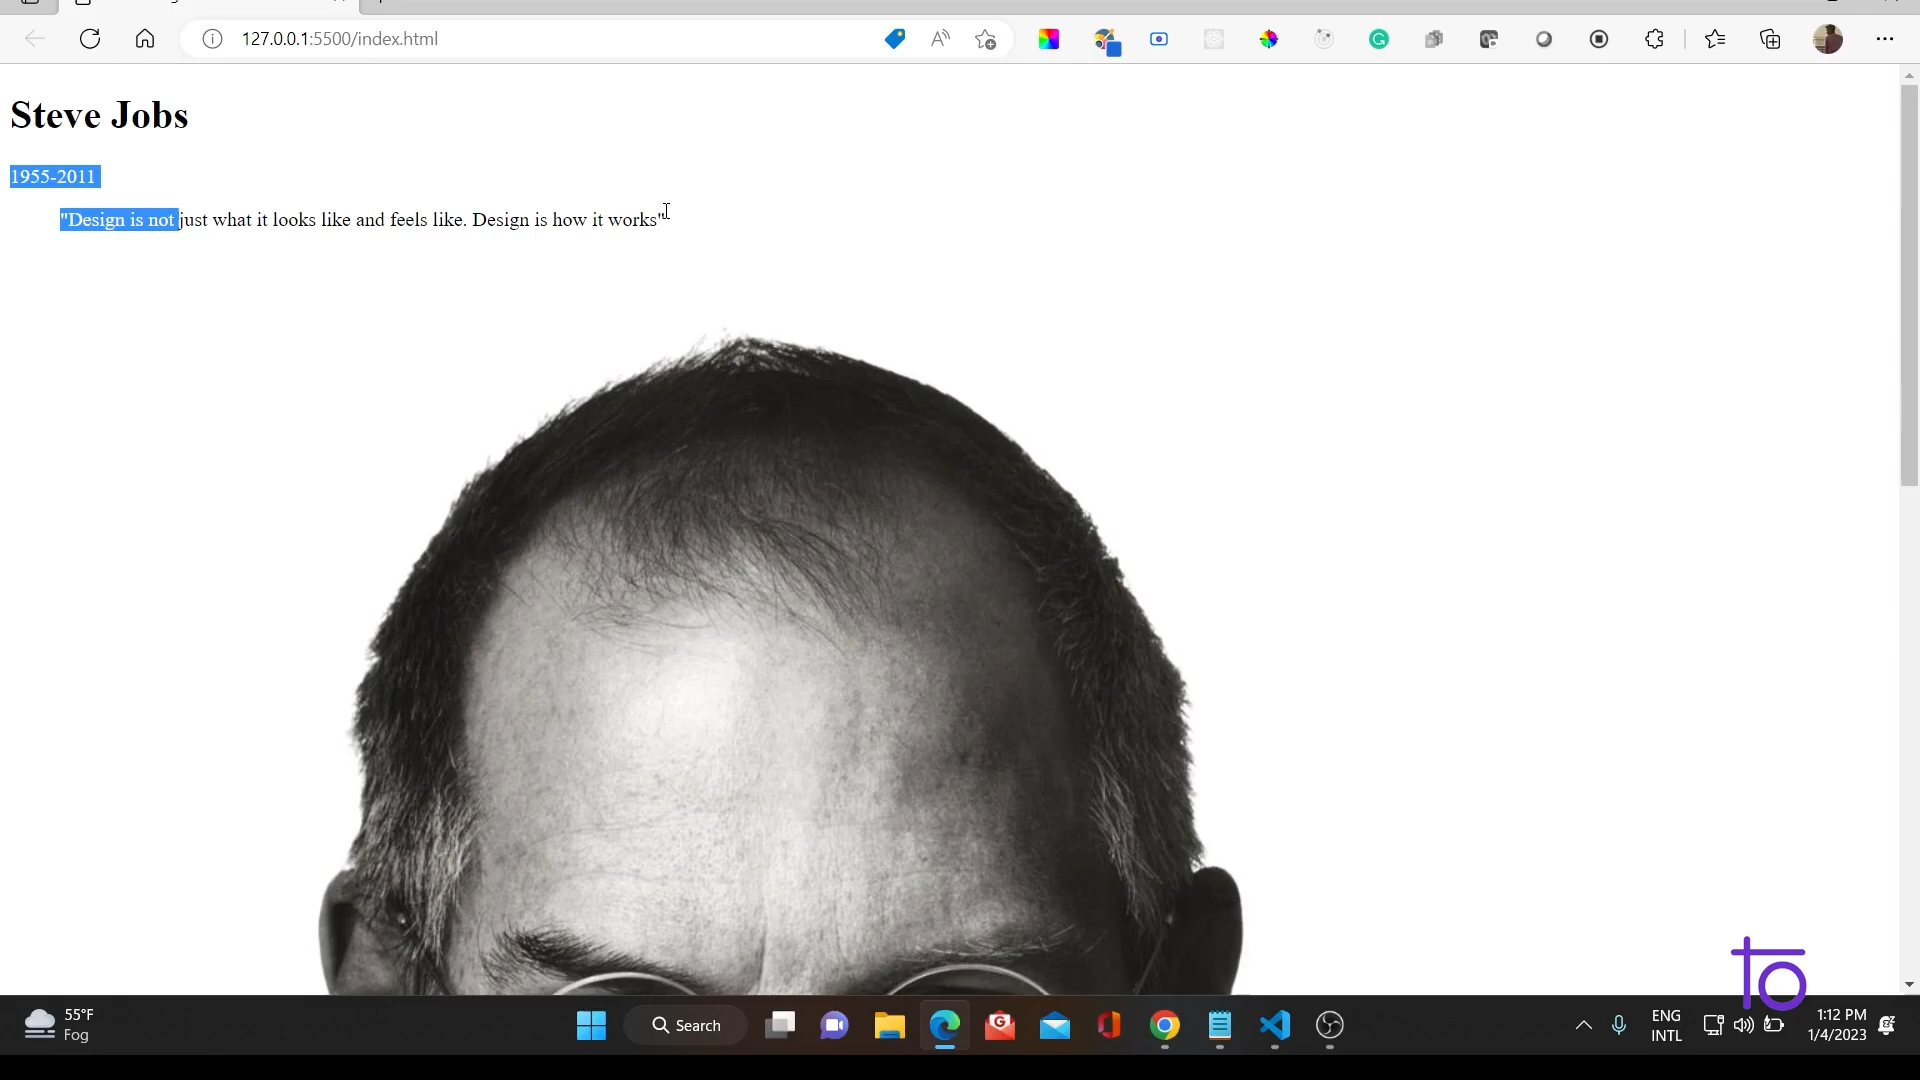 127.0.0.1:5500/index.html
Steve Jobs
1955-2011
"Design is not just what it looks like and feels like. Design is how it works"
55°F
Fog
Search
ENG
INTL
1:12 PM
1/4/2023